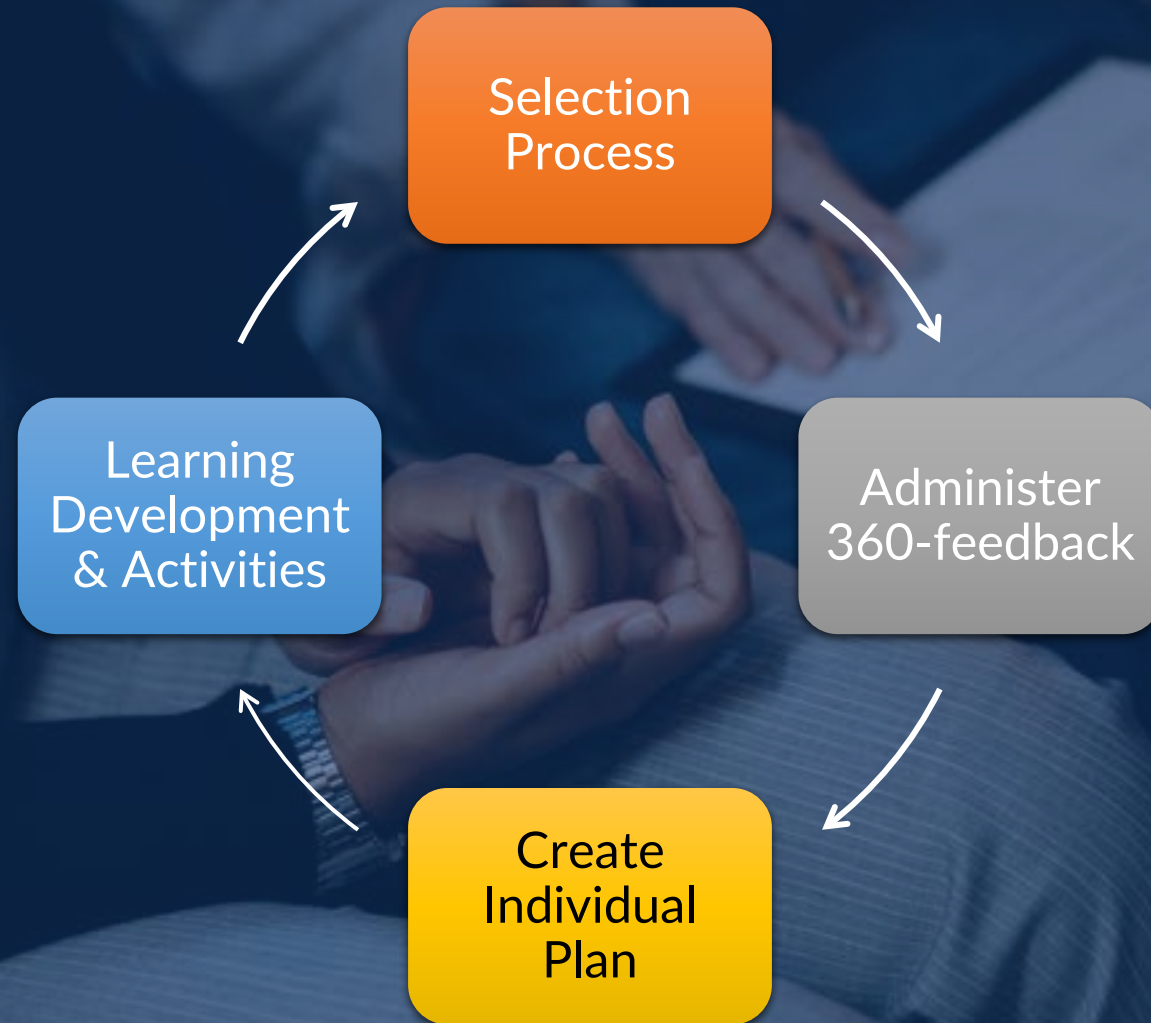 Selection
Process
Administer
360-feedback
Create
Individual
Plan
Learning
Development
& Activities